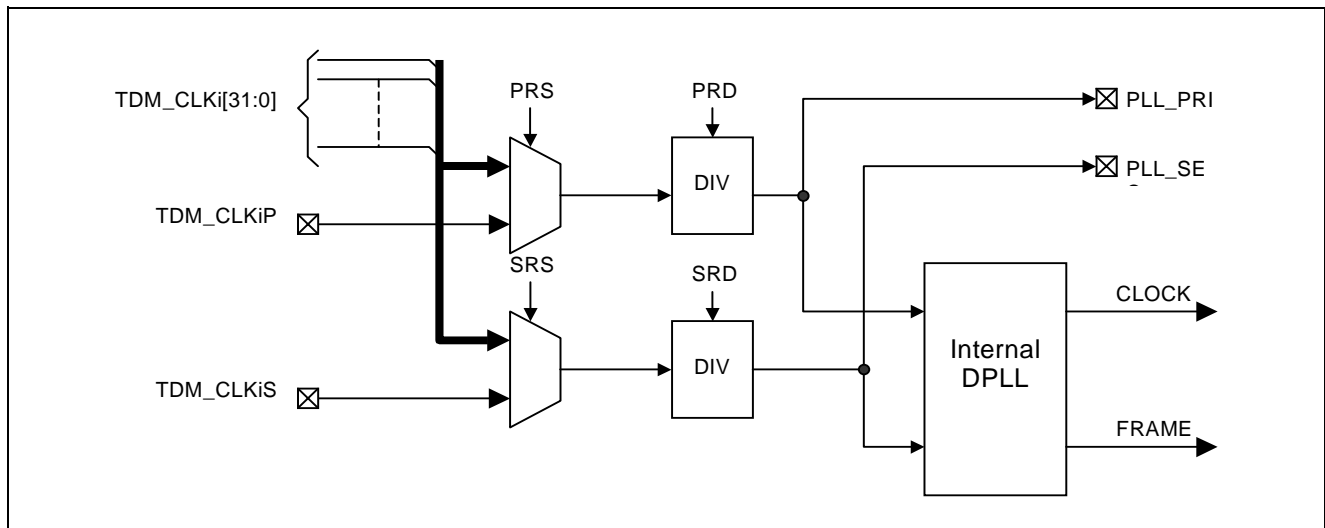 TDM_CLKi[31:0]
PRS
PRD
PLL_PRI
DIV
PLL_SE
TDM_CLKiP
SRS
SRD
CLOCK
Internal
DPLL
DIV
TDM_CLKiS
FRAME